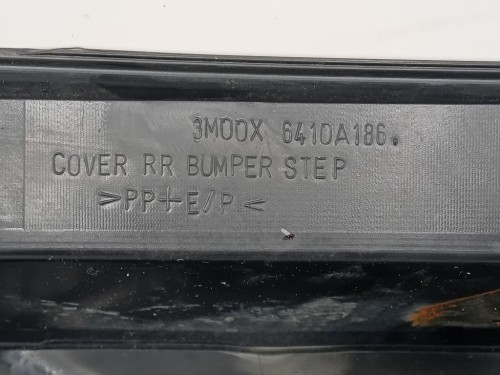 3M00X 6410A186.
COVER RR BUMPER STEP
>PP+E/P<